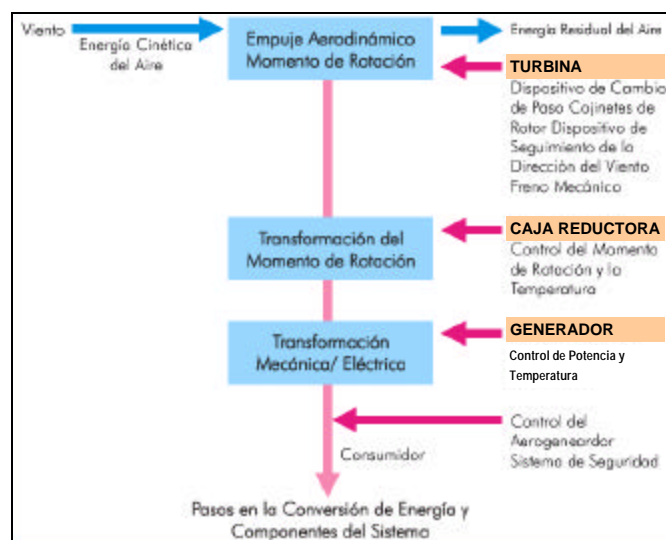 Viento
Energía Cinética
del Aire
Empuje Aerodinámico
Momento de Rotación
Energía Residual del Aire
TURBINA
Dispositivo de Cambio
de Paso Cojinetes de
Rotor Dispositivo de
Seguimiento de la
Dirección del Viento
Freno Mecánico
Transformación del
Momento de Rotación
CAJA REDUCTORA
Control del Momento
de Rotación y la
Temperatura
Transformación
Mecánica/ Eléctrica
GENERADOR
Control de Potencia y
Temperatura
Control del
Aerogeneardor
Sistema de Seguridad
Consumidor
Pasos en la Conversión de Energía y
Componentes del Sistema